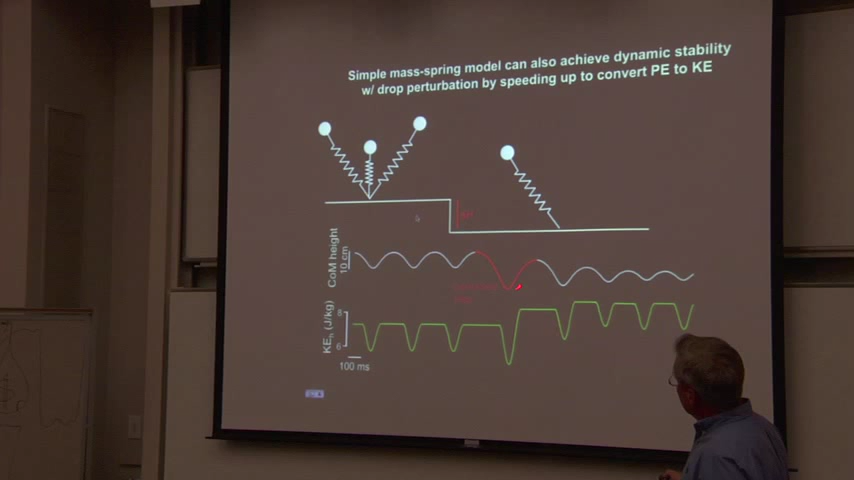 Simple mass-spring model can also achieve dynamic stability
w/ drop perturbation by speeding up to convert PE to KE
CoM height
10 cm
KEh (J/kg)
8
6
100 ms